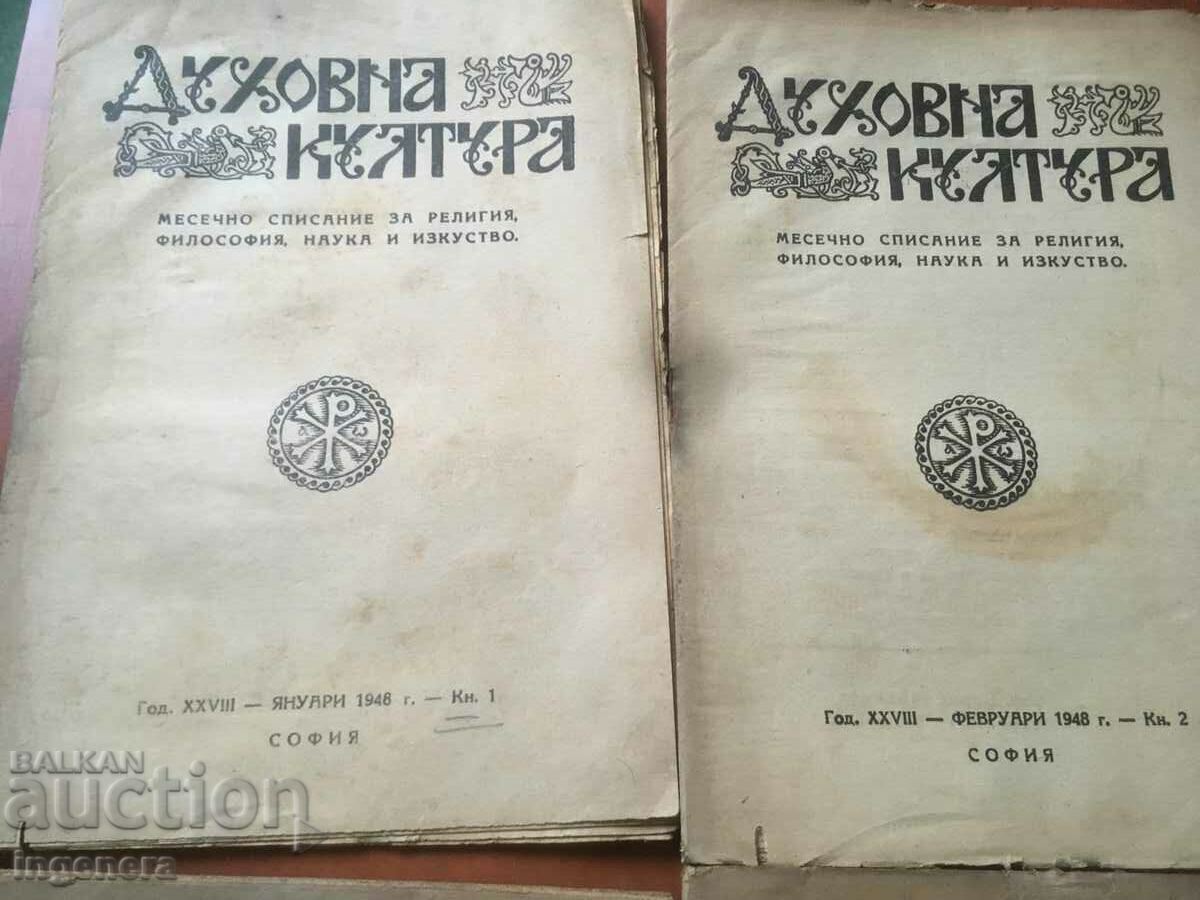 ДУХОВНА
КУЛТУРА
МЕСЕЧНО СПИСАНИЕ ЗА РЕЛИГИЯ,
ФИЛОСОФИЯ, НАУКА И ИЗКУСТВО.
Год. XXVIII — ЯНУАРИ 1948 г. — Кн. 1
СОФИЯ
ДУХОВНА
КУЛТУРА
МЕСЕЧНО СПИСАНИЕ ЗА РЕЛИГИЯ,
ФИЛОСОФИЯ, НАУКА И ИЗКУСТВО.
Год. XXVIII — ФЕВРУАРИ 1948 г. — Кн. 2
СОФИЯ
BALKAN
auction
ingenera